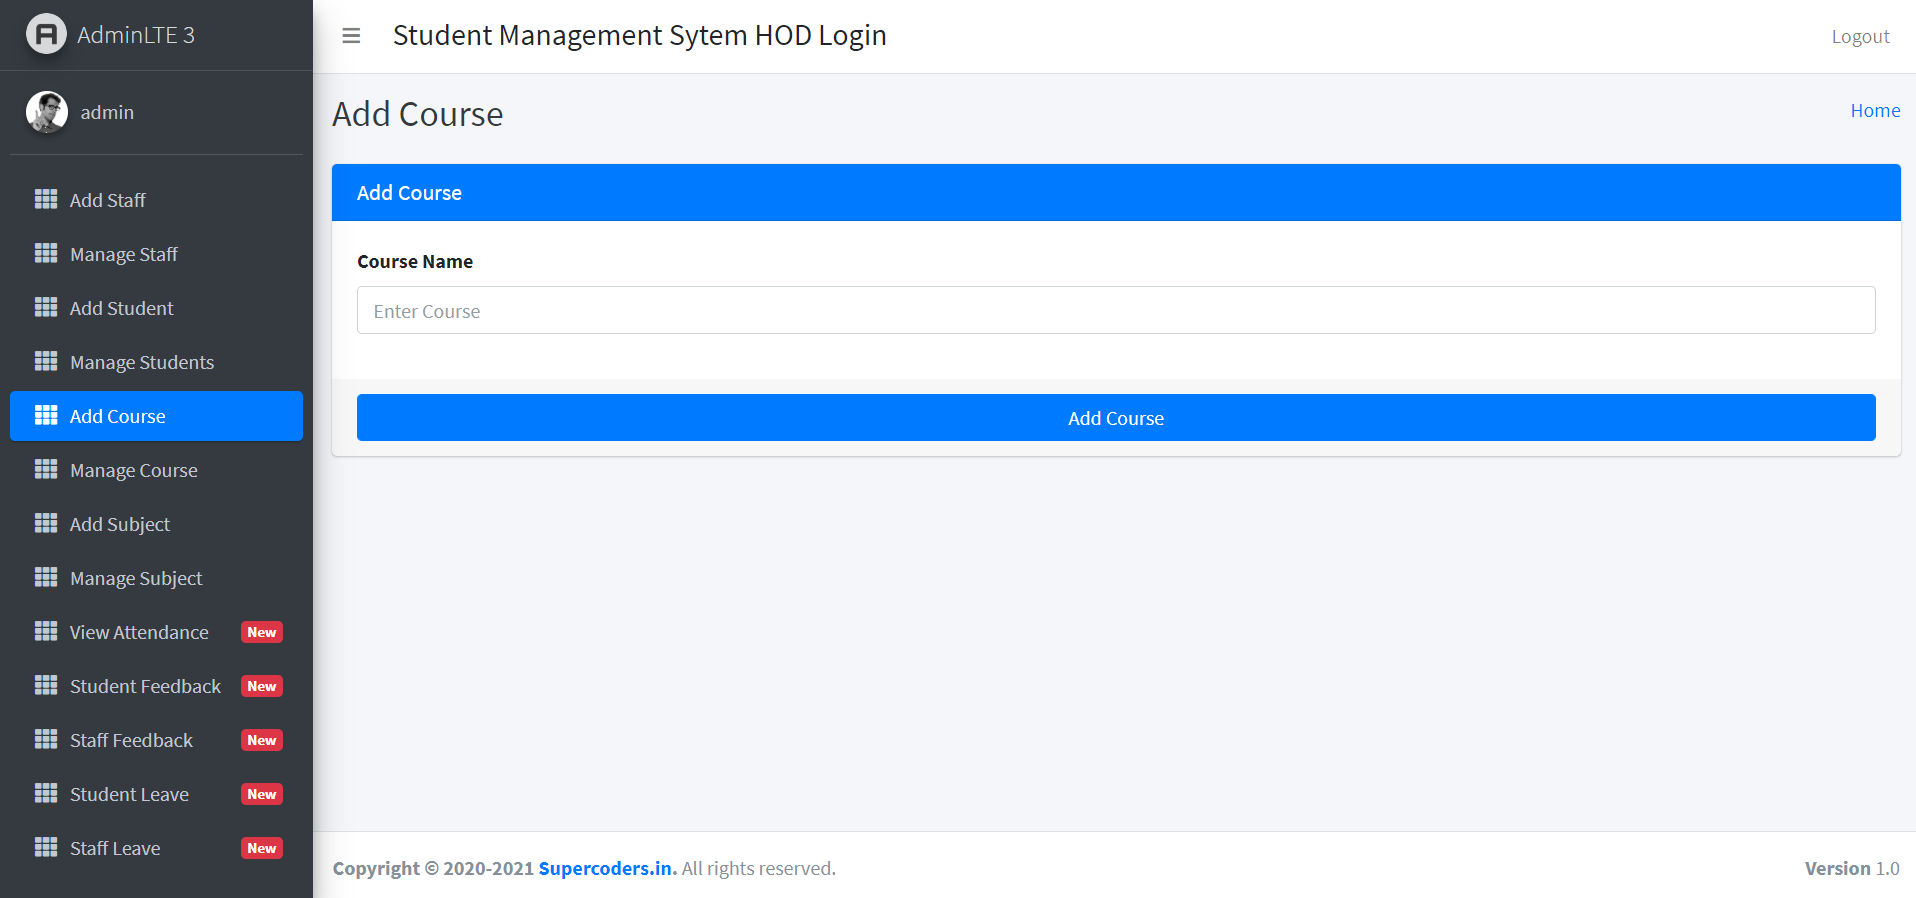 AdminLTE 3
Student Management Sytem HOD Login
Logout
admin
Add Staff
Manage Staff
Add Student
Manage Students
Add Course
Manage Course
Add Subject
Manage Subject
View Attendance New
Student Feedback New
Staff Feedback New
Student Leave New
Staff Leave New
Add Course
Home
Add Course
Course Name
Enter Course
Add Course
Copyright © 2020-2021 Supercoders.in. All rights reserved.
Version 1.0